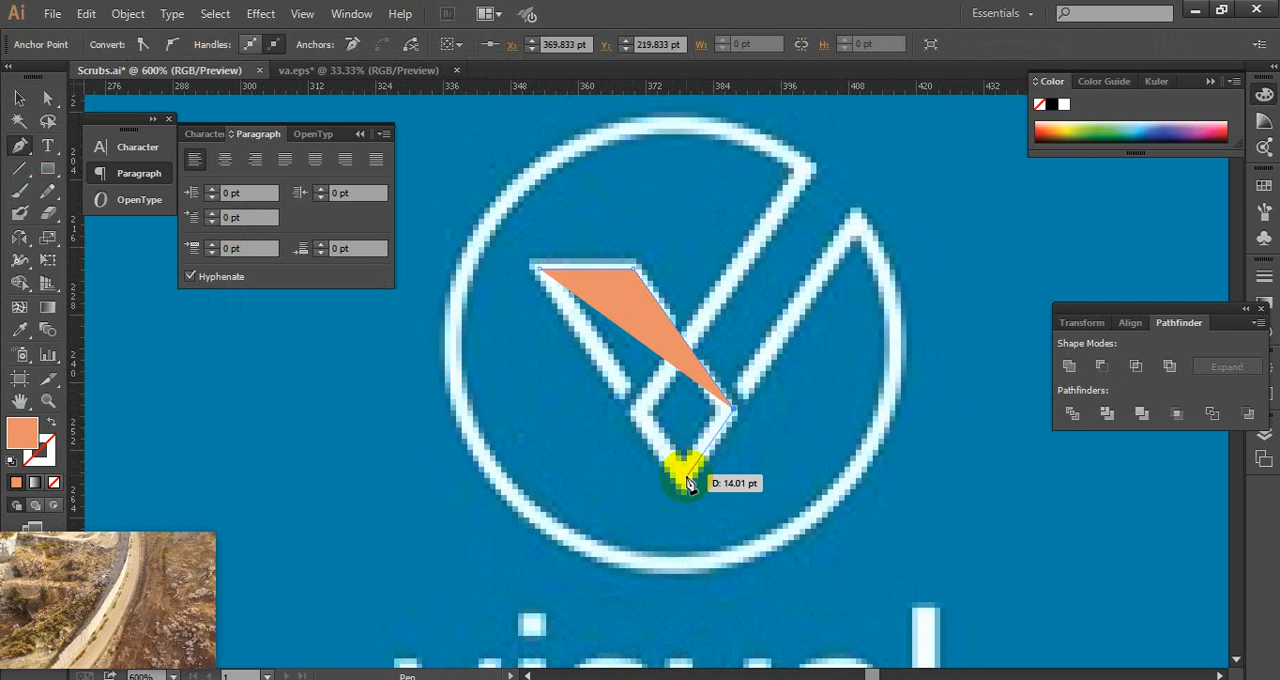 Ai File Edit Object Type Select Effect View Window Help Br Essentials
Anchor Point Convert: Handles: Anchors: X: 369.833 pt Y: 219.833 pt W: 0 pt H: 0 pt
Scrubs.ai* @ 600% (RGB/Preview) × va.eps* @ 33.33% (RGB/Preview) ×
276 288 300 312 324 336 348 360 372 384 396 408 420 432
Color Color Guide Kuler
Character Paragraph OpenTyp
Character
Paragraph
OpenType
0 pt 0 pt
0 pt
0 pt 0 pt
Hyphenate
Transform Align Pathfinder
Shape Modes:
Expand
Pathfinders:
D: 14.01 pt
600% 1 Pen